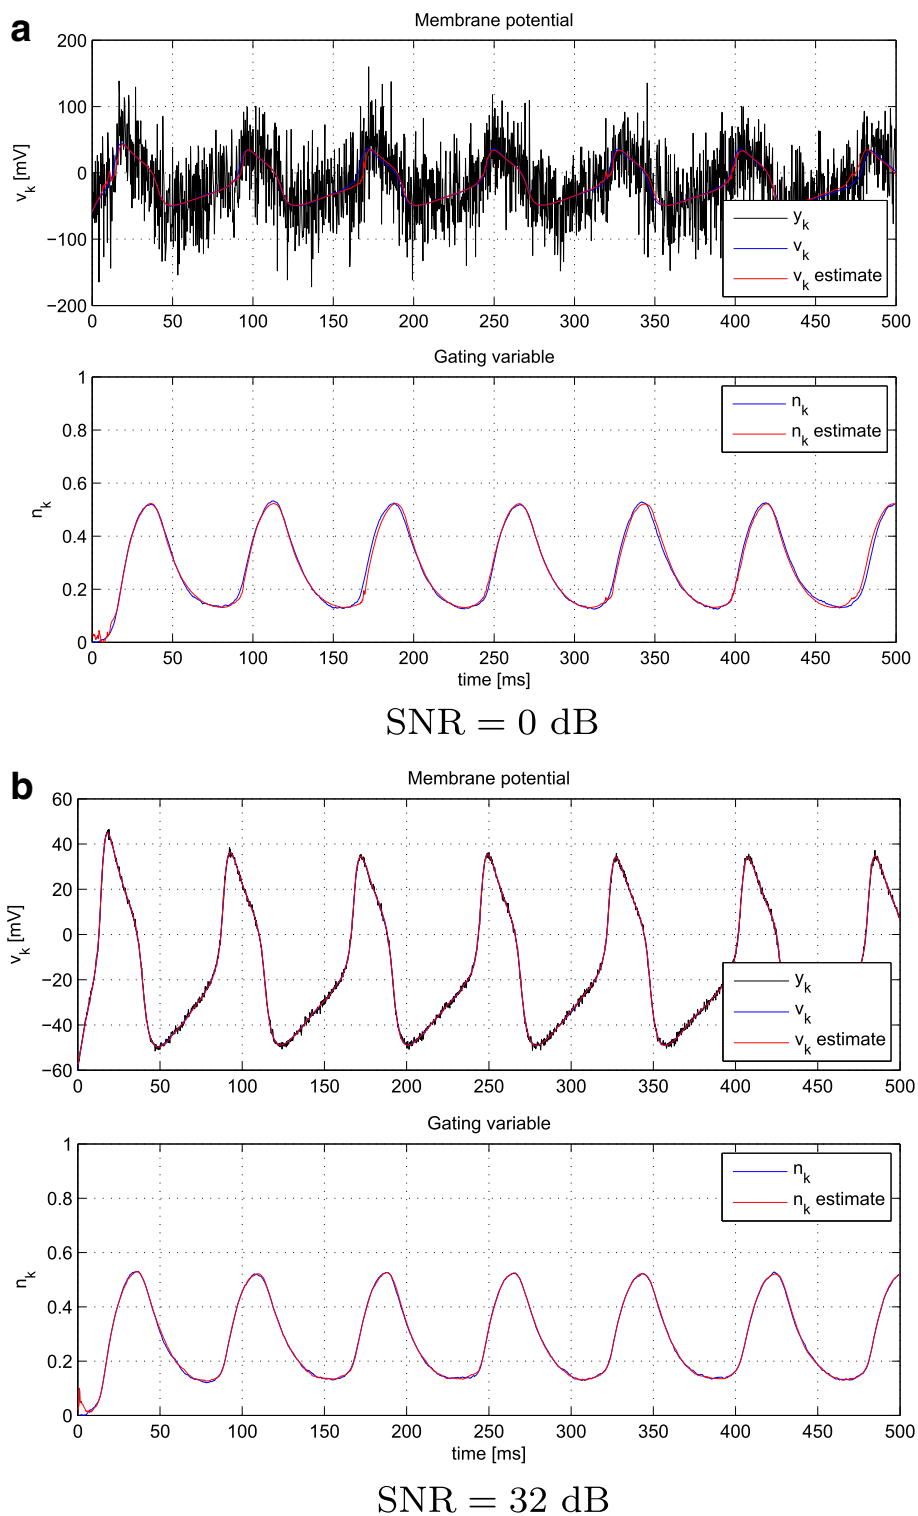 a
Membrane potential
200
100
0
−100
−200
v_k [mV]
y_k
v_k
v_k estimate
0 50 100 150 200 250 300 350 400 450 500
Gating variable
1
0.8
0.6
0.4
0.2
0
n_k
n_k
n_k estimate
0 50 100 150 200 250 300 350 400 450 500
time [ms]
SNR = 0 dB
b
Membrane potential
60
40
20
0
−20
−40
−60
v_k [mV]
y_k
v_k
v_k estimate
0 50 100 150 200 250 300 350 400 450 500
Gating variable
1
0.8
0.6
0.4
0.2
0
n_k
n_k
n_k estimate
0 50 100 150 200 250 300 350 400 450 500
time [ms]
SNR = 32 dB